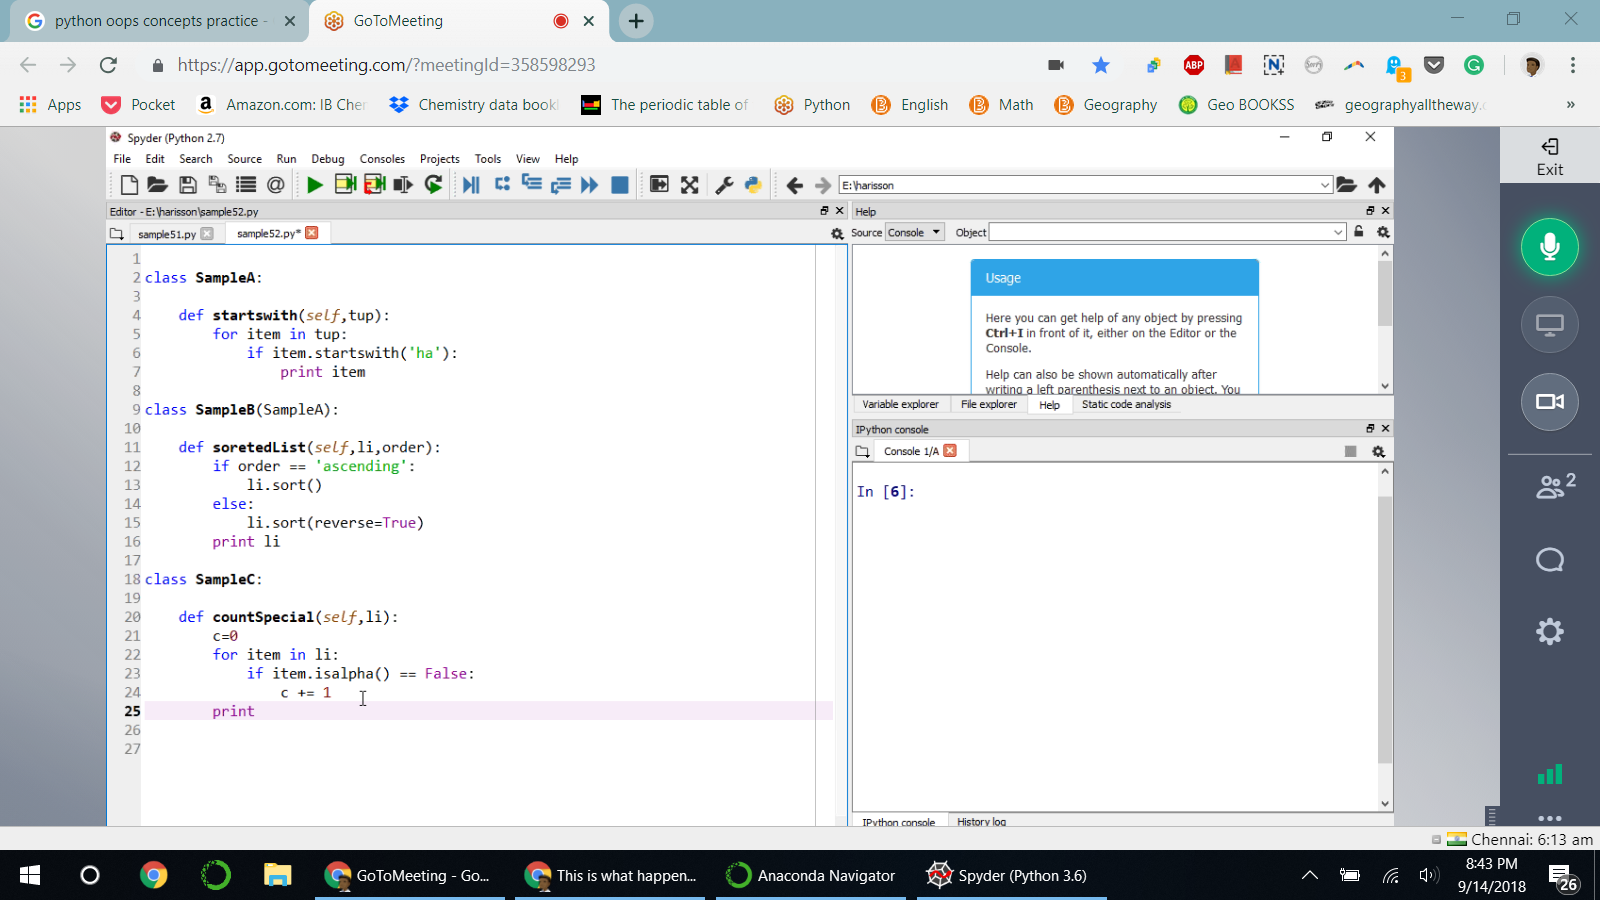 python oops concepts practice -
GoToMeeting
https://app.gotomeeting.com/?meetingId=358598293
ABP
N
3
G
Apps
Pocket
Amazon.com: IB Cher
Chemistry data book
The periodic table of
Python
English
Math
Geography
Geo BOOKSS
geographyalltheway.c
»
Spyder (Python 2.7)
File Edit Search Source Run Debug Consoles Projects Tools View Help
E:\harisson
Editor - E:\harisson\sample52.py
sample51.py
sample52.py*
1
2 class SampleA:
3
4     def startswith(self,tup):
5         for item in tup:
6             if item.startswith('ha'):
7                 print item
8
9 class SampleB(SampleA):
10
11     def soretedList(self,li,order):
12         if order == 'ascending':
13             li.sort()
14         else:
15             li.sort(reverse=True)
16         print li
17
18 class SampleC:
19
20     def countSpecial(self,li):
21         c=0
22         for item in li:
23             if item.isalpha() == False:
24                 c += 1
25         print
26
27
Help
Source Console Object
Usage
Here you can get help of any object by pressing
Ctrl+I in front of it, either on the Editor or the
Console.
Help can also be shown automatically after
writing a left parenthesis next to an object. You
Variable explorer File explorer Help Static code analysis
IPython console
Console 1/A
In [6]:
IPython console History log
Exit
2
Chennai: 6:13 am
GoToMeeting - Go...
This is what happen...
Anaconda Navigator
Spyder (Python 3.6)
8:43 PM
9/14/2018
26